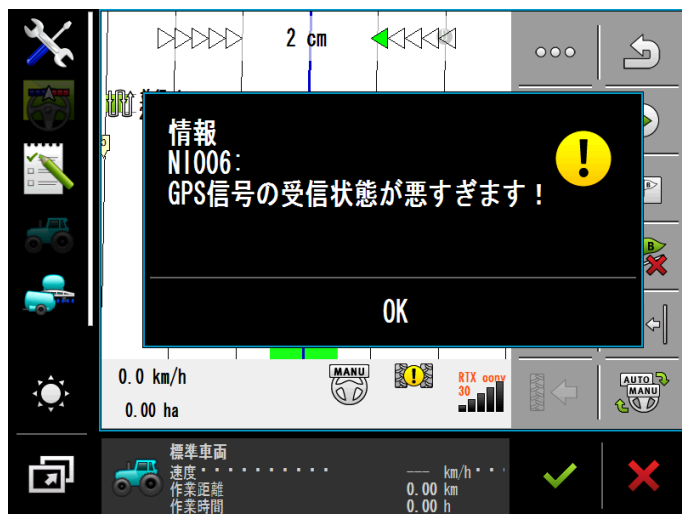 2 cm
情報
NI006:
GPS信号の受信状態が悪すぎます!
OK
0.0 km/h
MANU
RTX conv
30
0.00 ha
AUTO
MANU
標準車両
速度・・・・・・・・・・ --- km/h・・
作業距離 0.00 km
作業時間 0.00 h
B
B
5